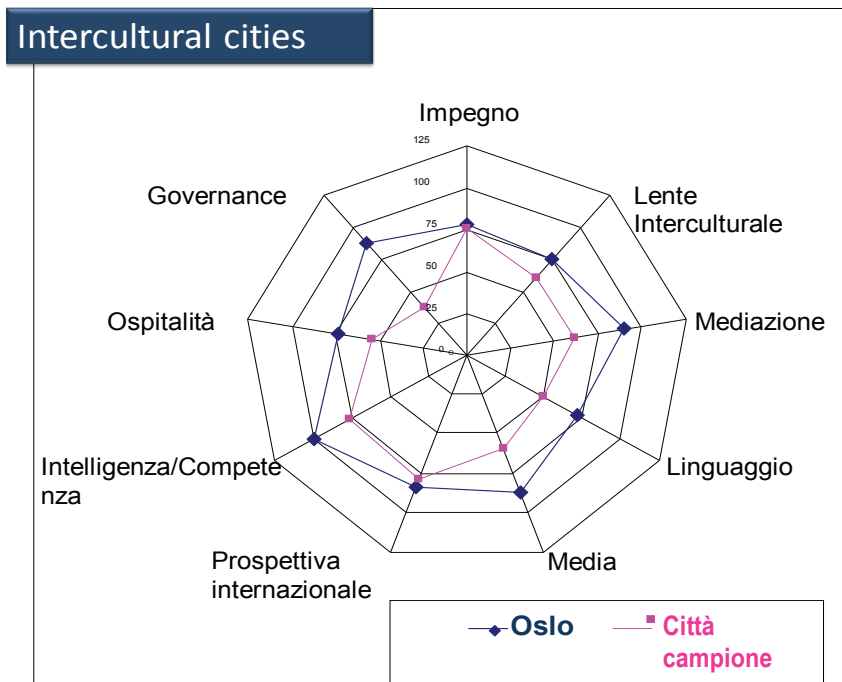 Intercultural cities
Impegno
125
100
75
50
25
0
0
Governance
Lente
Interculturale
Ospitalità
Mediazione
Intelligenza/Compete
nza
Linguaggio
Prospettiva
internazionale
Media
Oslo
Città
campione